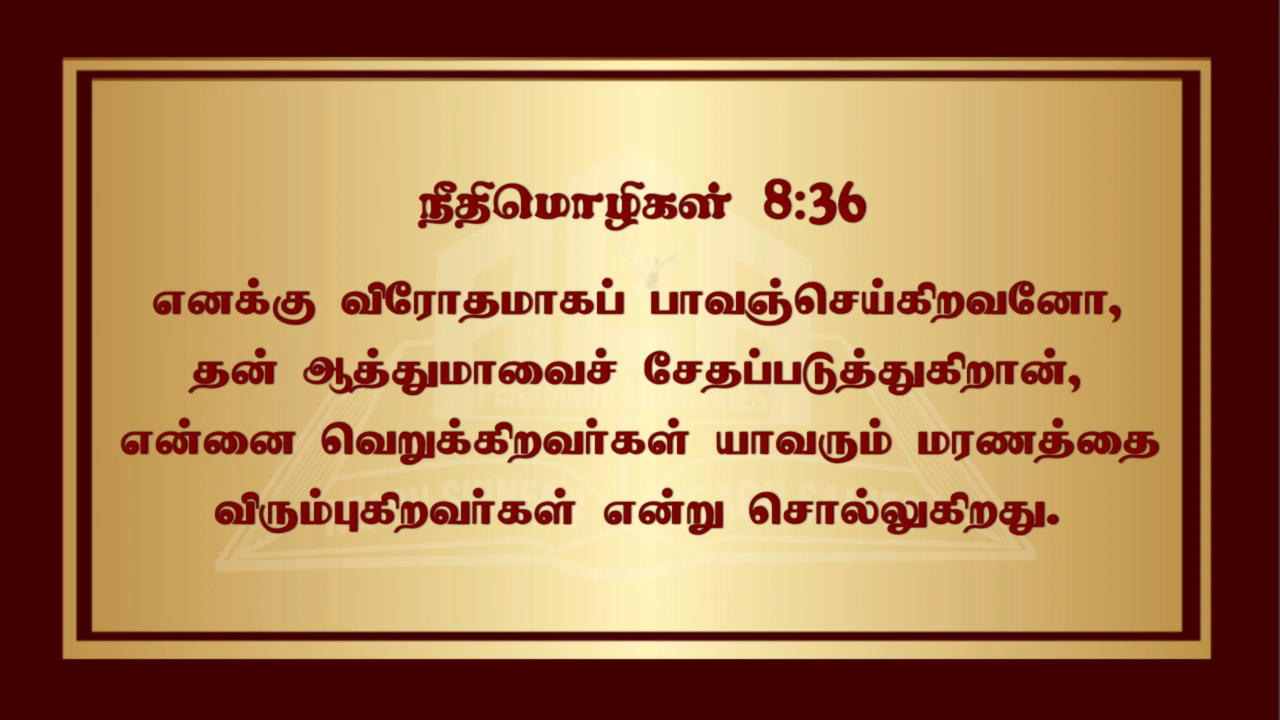 நீதிமொழிகள் 8:36
எனக்கு விரோதமாகப் பாவஞ்செய்கிறவனோ,
தன் ஆத்துமாவைச் சேதப்படுத்துகிறான்,
என்னை வெறுக்கிறவர்கள் யாவரும் மரணத்தை
விரும்புகிறவர்கள் என்று சொல்லுகிறது.